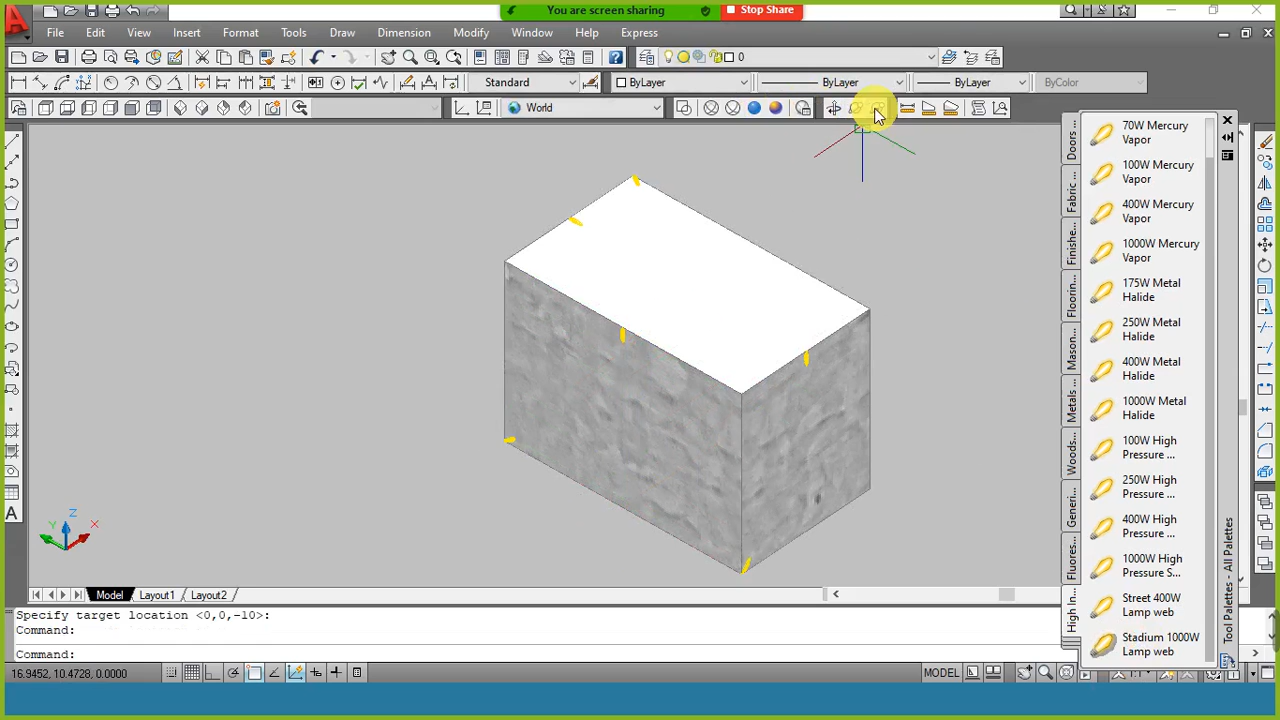 You are screen sharing
Stop Share
File Edit View Insert Format Tools Draw Dimension Modify Window Help Express
0
Standard ByLayer ByLayer ByLayer ByColor
World
Doors ...
Fabric ...
Finishe...
Floorin...
Mason...
Metals ...
Woods...
Generi...
Fluores...
High In...
70W Mercury
Vapor
100W Mercury
Vapor
400W Mercury
Vapor
1000W Mercury
Vapor
175W Metal
Halide
250W Metal
Halide
400W Metal
Halide
1000W Metal
Halide
100W High
Pressure ...
250W High
Pressure ...
400W High
Pressure ...
1000W High
Pressure S...
Street 400W
Lamp web
Stadium 1000W
Lamp web
Tool Palettes - All Palettes
Z
Y X
Model Layout1 Layout2
Specify target location <0,0,-10>:
Command:
Command:
16.9452, 10.4728, 0.0000 MODEL 1:1